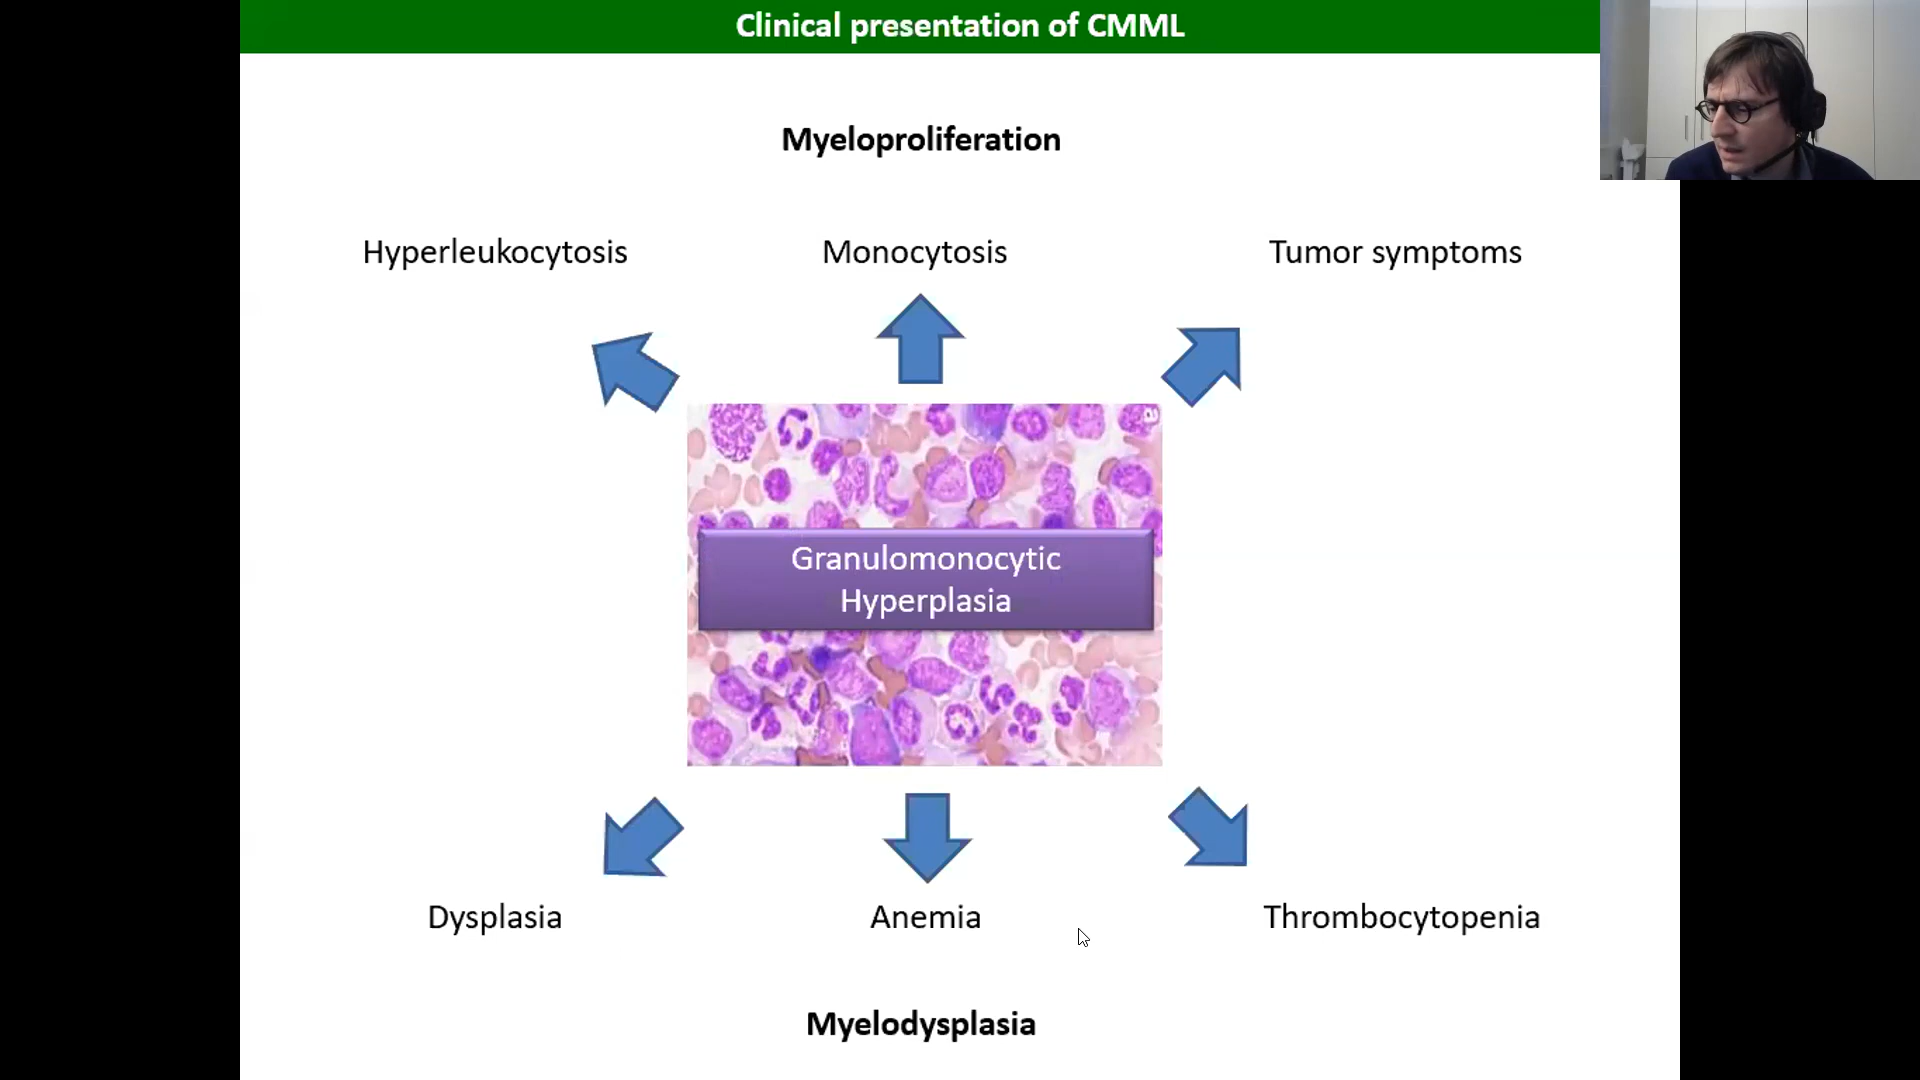 Clinical presentation of CMML
Myeloproliferation
Hyperleukocytosis
Monocytosis
Tumor symptoms
Granulomonocytic
Hyperplasia
Dysplasia
Anemia
Thrombocytopenia
Myelodysplasia